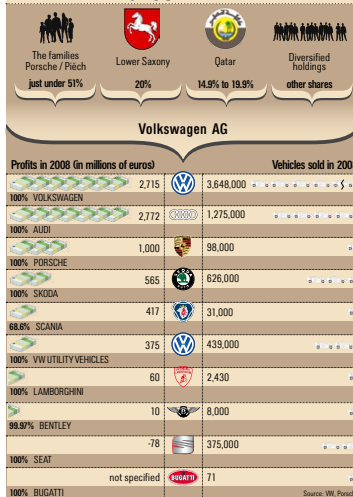 The families
Porsche / Piëch
Lower Saxony
Qatar
Diversified
holdings
just under 51%
20%
14.9% to 19.9%
other shares
Volkswagen AG
Profits in 2008 (in millions of euros)
Vehicles sold in 200
2,715
3,648,000
100% VOLKSWAGEN
2,772
1,275,000
100% AUDI
1,000
98,000
100% PORSCHE
565
626,000
100% SKODA
417
31,000
68.6% SCANIA
375
439,000
100% VW UTILITY VEHICLES
60
2,430
100% LAMBORGHINI
10
8,000
99.97% BENTLEY
-78
375,000
100% SEAT
not specified
BUGATTI
71
100% BUGATTI
Source: VW, Porsc